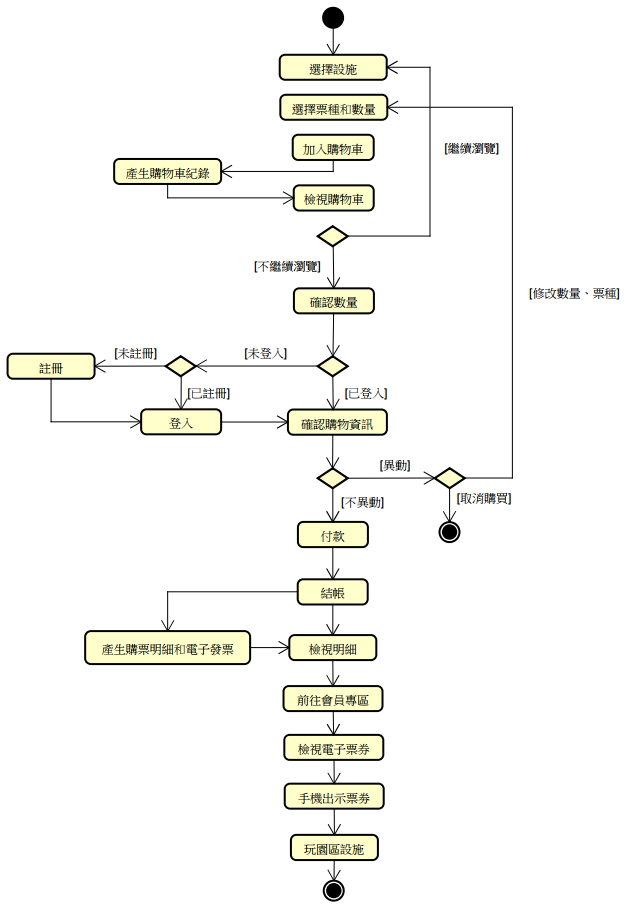 選擇設施
選擇票種和數量
加入購物車
[繼續瀏覽]
產生購物車紀錄
檢視購物車
[不繼續瀏覽]
[修改數量、票種]
確認數量
[未註冊]
[未登入]
註冊
[已註冊]
[已登入]
登入
確認購物資訊
[異動]
[不異動]
[取消購買]
付款
結帳
產生購票明細和電子發票
檢視明細
前往會員專區
檢視電子票券
手機出示票券
玩園區設施